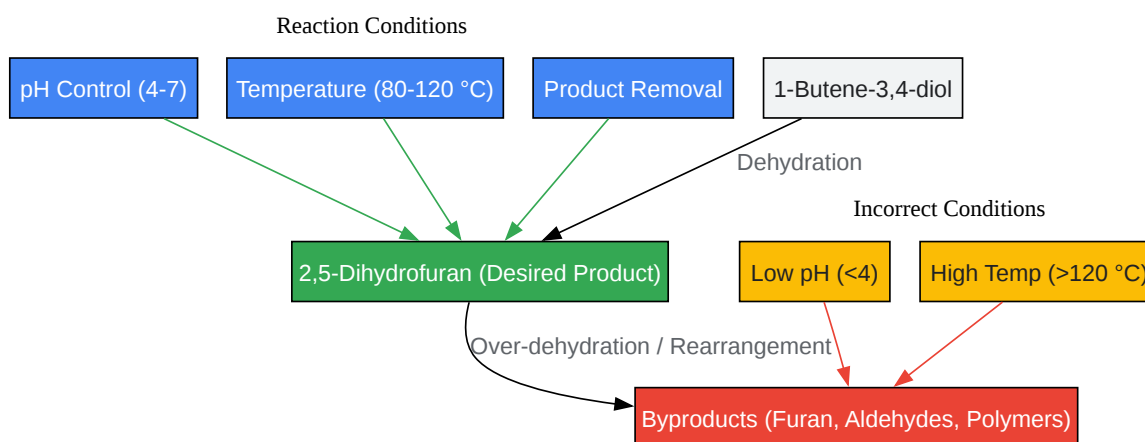 Reaction Conditions
pH Control (4-7)
Temperature (80-120 °C)
Product Removal
1-Butene-3,4-diol
Dehydration
Incorrect Conditions
2,5-Dihydrofuran (Desired Product)
Low pH (<4)
High Temp (>120 °C)
Over-dehydration / Rearrangement
Byproducts (Furan, Aldehydes, Polymers)